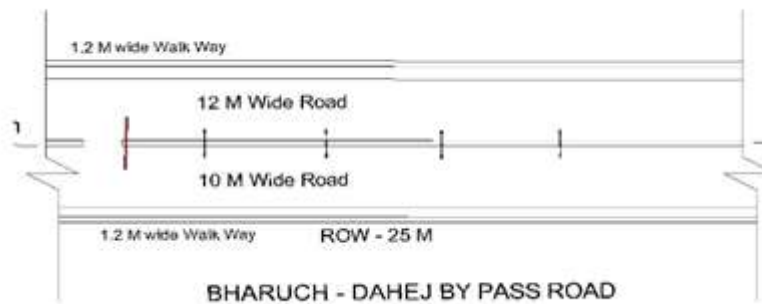 1.2 M wide Walk Way
12 M Wide Road
10 M Wide Road
1.2 M wide Walk Way
ROW - 25 M
BHARUCH - DAHEJ BY PASS ROAD